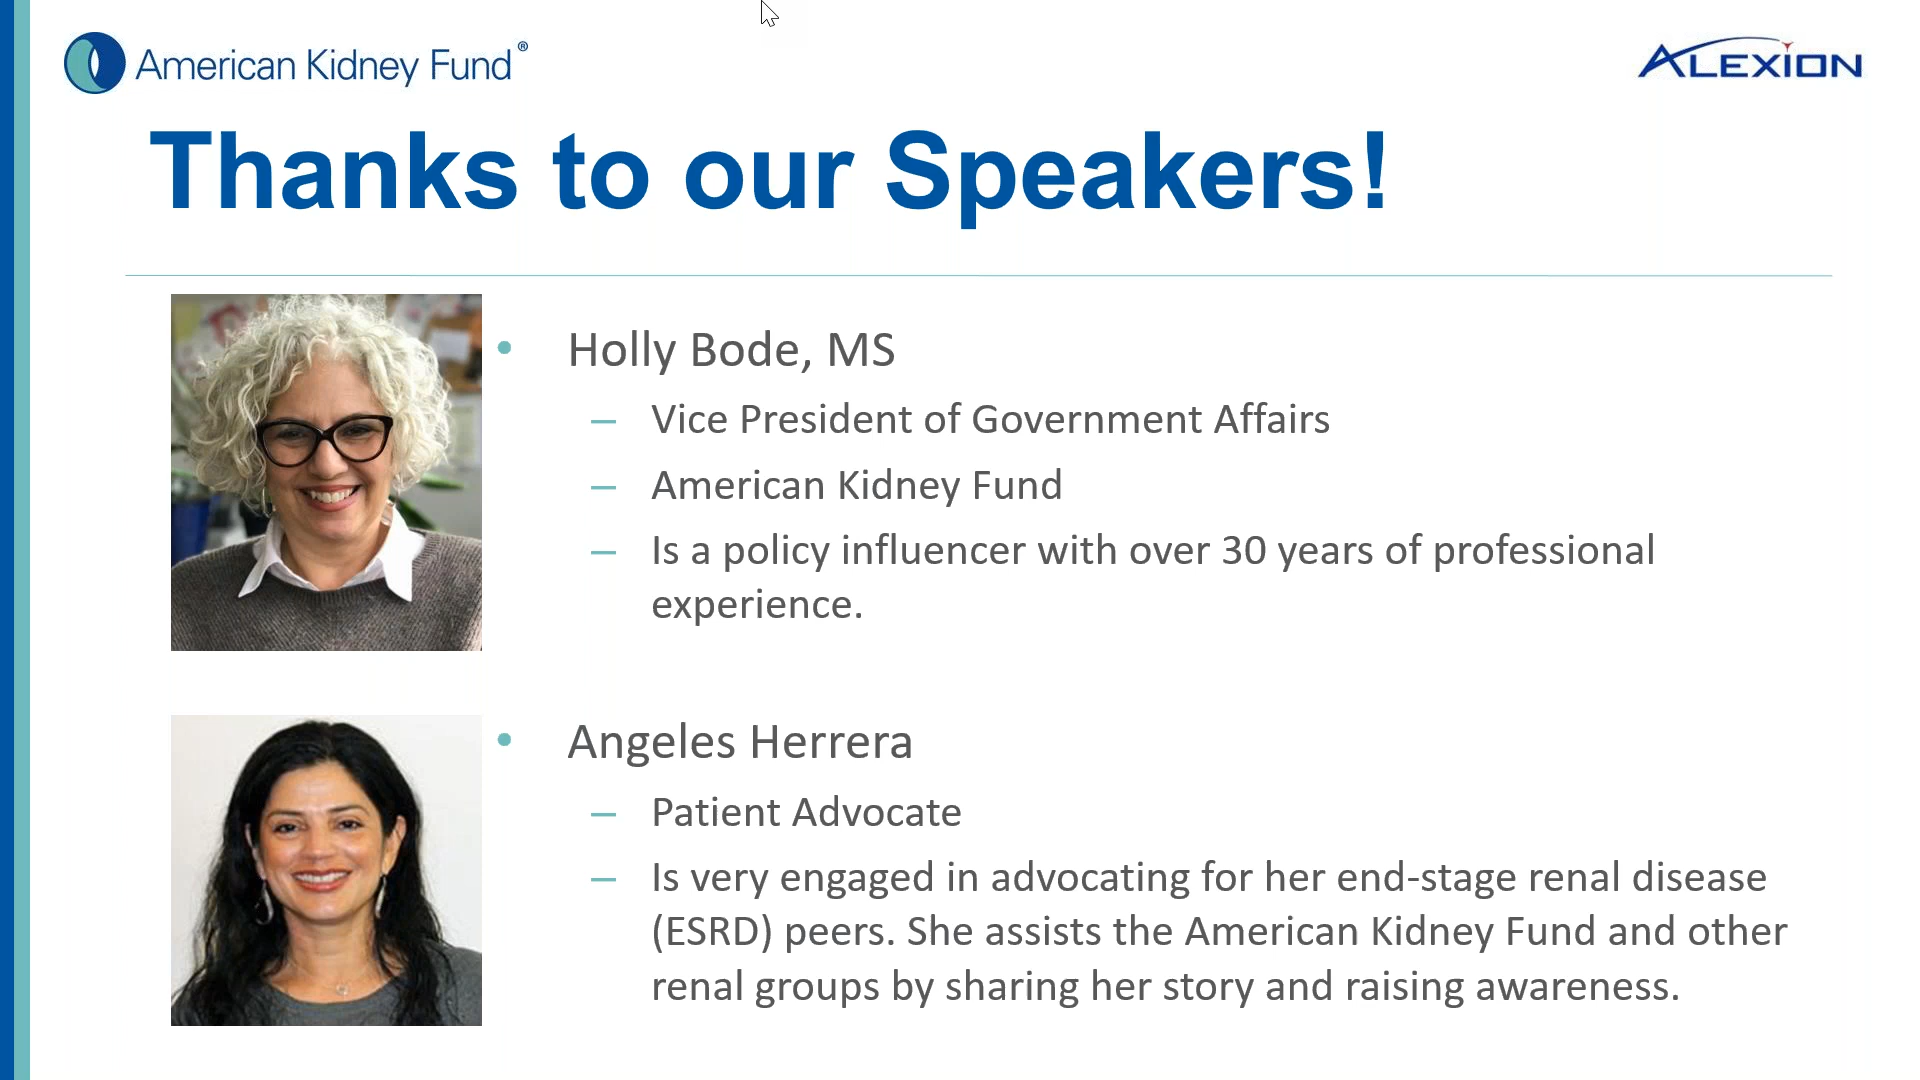 American Kidney Fund®
ALEXION
Thanks to our Speakers!
• Holly Bode, MS
– Vice President of Government Affairs
– American Kidney Fund
– Is a policy influencer with over 30 years of professional
experience.
• Angeles Herrera
– Patient Advocate
– Is very engaged in advocating for her end-stage renal disease
(ESRD) peers. She assists the American Kidney Fund and other
renal groups by sharing her story and raising awareness.